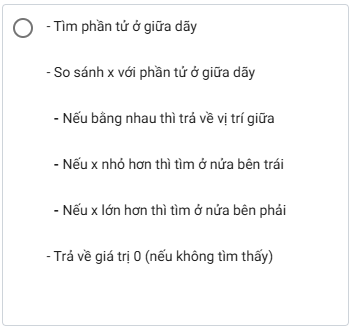 - Tìm phần tử ở giữa dãy
- So sánh x với phần tử ở giữa dãy
- Nếu bằng nhau thì trả về vị trí giữa
- Nếu x nhỏ hơn thì tìm ở nửa bên trái
- Nếu x lớn hơn thì tìm ở nửa bên phải
- Trả về giá trị 0 (nếu không tìm thấy)